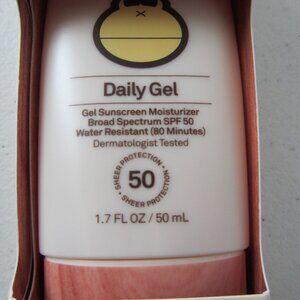 Daily Gel
Gel Sunscreen Moisturizer
Broad Spectrum SPF 50
Water Resistant (80 Minutes)
Dermatologist Tested
• SHEER PROTECTION •
50
SHEER PROTECTION
1.7 FL OZ / 50 mL